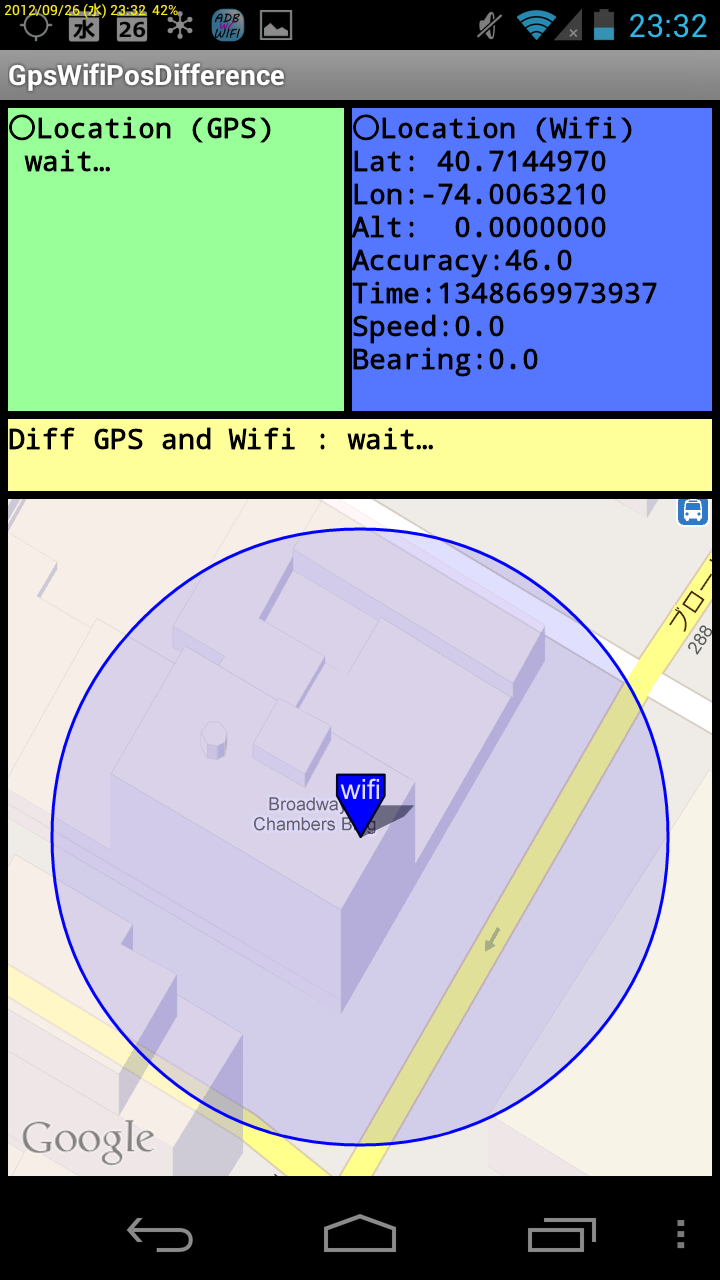 2012/09/26 (水) 23:32 42%
水
26
ADB
WIFI
23:32
GpsWifiPosDifference
○Location (GPS)
wait…
○Location (Wifi)
Lat: 40.7144970
Lon:-74.0063210
Alt:  0.0000000
Accuracy:46.0
Time:1348669973937
Speed:0.0
Bearing:0.0
Diff GPS and Wifi : wait…
ブロー
288
wifi
Broadway
Chambers Bldg
Google